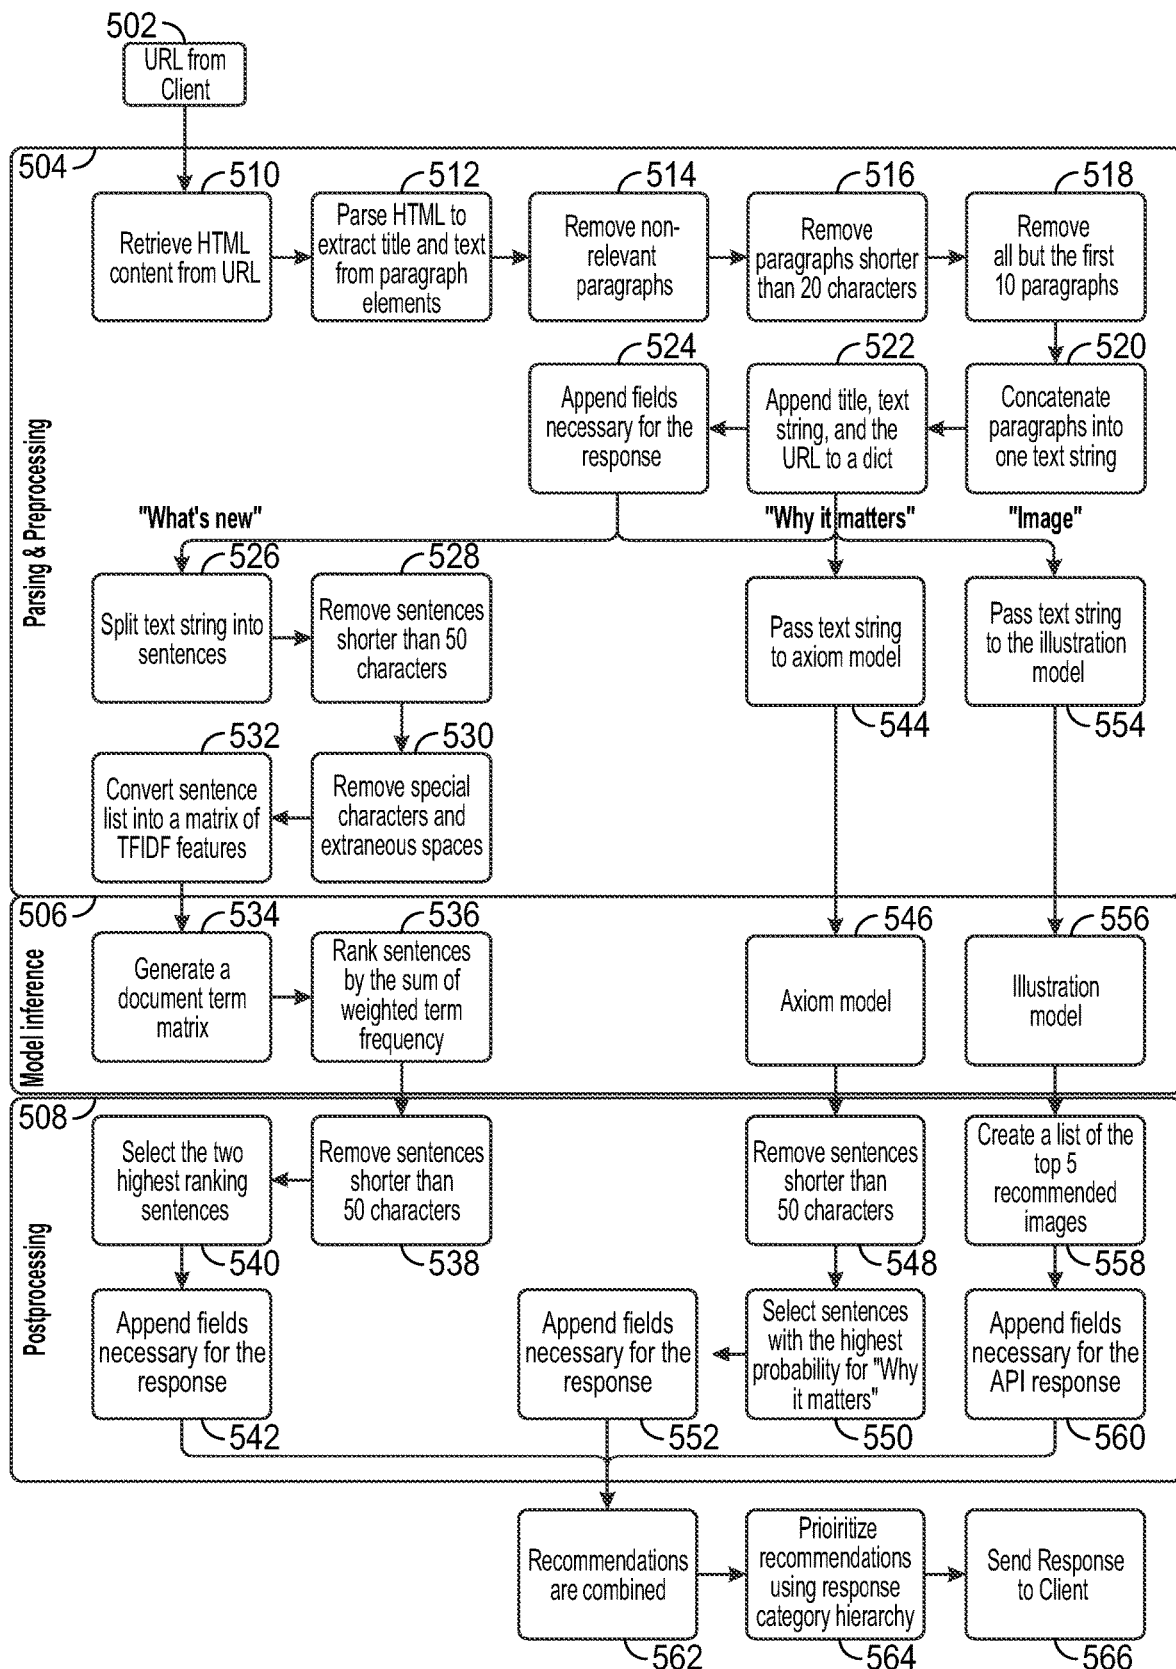 502
URL from
Client
504
510
Retrieve HTML
content from URL
512
Parse HTML to
extract title and text
from paragraph
elements
514
Remove non-
relevant
paragraphs
516
Remove
paragraphs shorter
than 20 characters
518
Remove
all but the first
10 paragraphs
524
Append fields
necessary for the
response
522
Append title, text
string, and the
URL to a dict
520
Concatenate
paragraphs into
one text string
Parsing & Preprocessing
"What's new"
"Why it matters"
"Image"
526
Split text string into
sentences
528
Remove sentences
shorter than 50
characters
Pass text string
to axiom model
544
Pass text string
to the illustration
model
554
532
Convert sentence
list into a matrix of
TFIDF features
530
Remove special
characters and
extraneous spaces
506
Model inference
534
Generate a
document term
matrix
536
Rank sentences
by the sum of
weighted term
frequency
546
Axiom model
556
Illustration
model
508
Postprocessing
Select the two
highest ranking
sentences
540
Remove sentences
shorter than
50 characters
538
Remove sentences
shorter than
50 characters
548
Create a list of the
top 5
recommended
images
558
Append fields
necessary for the
response
542
Append fields
necessary for the
response
552
Select sentences
with the highest
probability for "Why
it matters"
550
Append fields
necessary for the
API response
560
Recommendations
are combined
562
Prioiritize
recommendations
using response
category hierarchy
564
Send Response
to Client
566